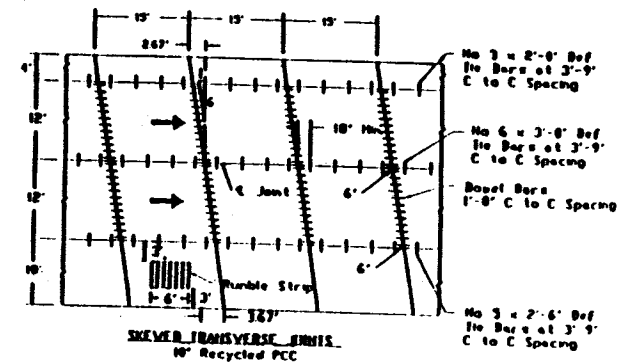 15' 15' 15'
2.67'
4'
12'
12'
10'
6
18" Min
6"
6"
℄ Joint
Rumble Strip
6' 3'
3.67'
No 5 x 2'-0" Def
Tie Bars at 3'-9"
C to C Spacing
No 6 x 3'-0" Def
Tie Bars at 3'-9"
C to C Spacing
Dowel Bars
1'-0" C to C Spacing
No 5 x 2'-6" Def
Tie Bars at 3' 9"
C to C Spacing
SKEWED TRANSVERSE JOINTS
10" Recycled PCC